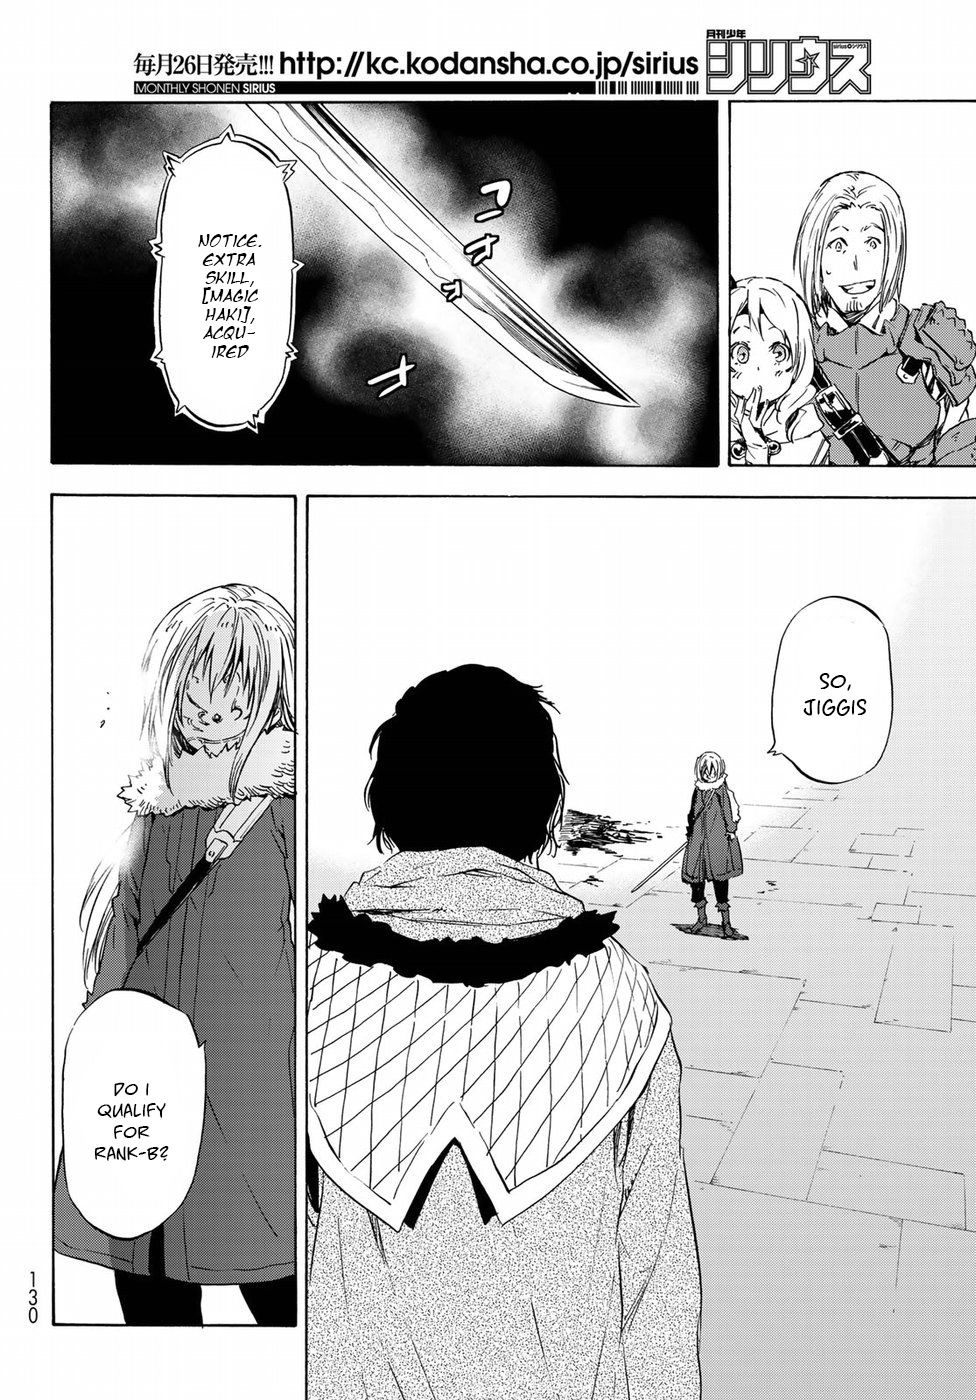 毎月26日発売!!! http://kc.kodansha.co.jp/sirius
MONTHLY SHONEN SIRIUS
月刊少年
シリウス
NOTICE.
EXTRA
SKILL,
[MAGIC
HAKI],
ACQU-
IRED
SO,
JIGGIS
DO I
QUALIFY
FOR
RANK-B?
130